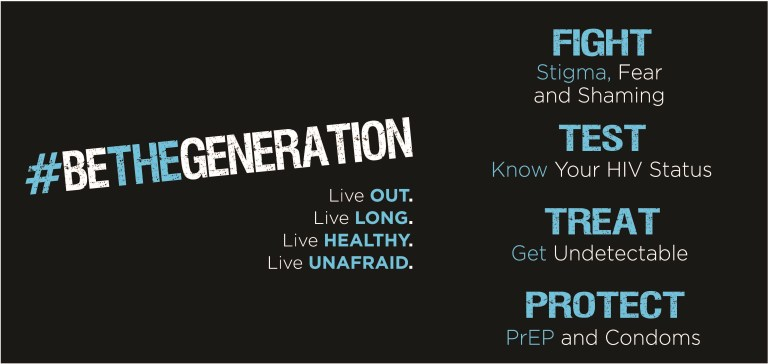 #BETHEGENERATION
Live OUT.
Live LONG.
Live HEALTHY.
Live UNAFRAID.
FIGHT
Stigma, Fear
and Shaming
TEST
Know Your HIV Status
TREAT
Get Undetectable
PROTECT
PrEP and Condoms